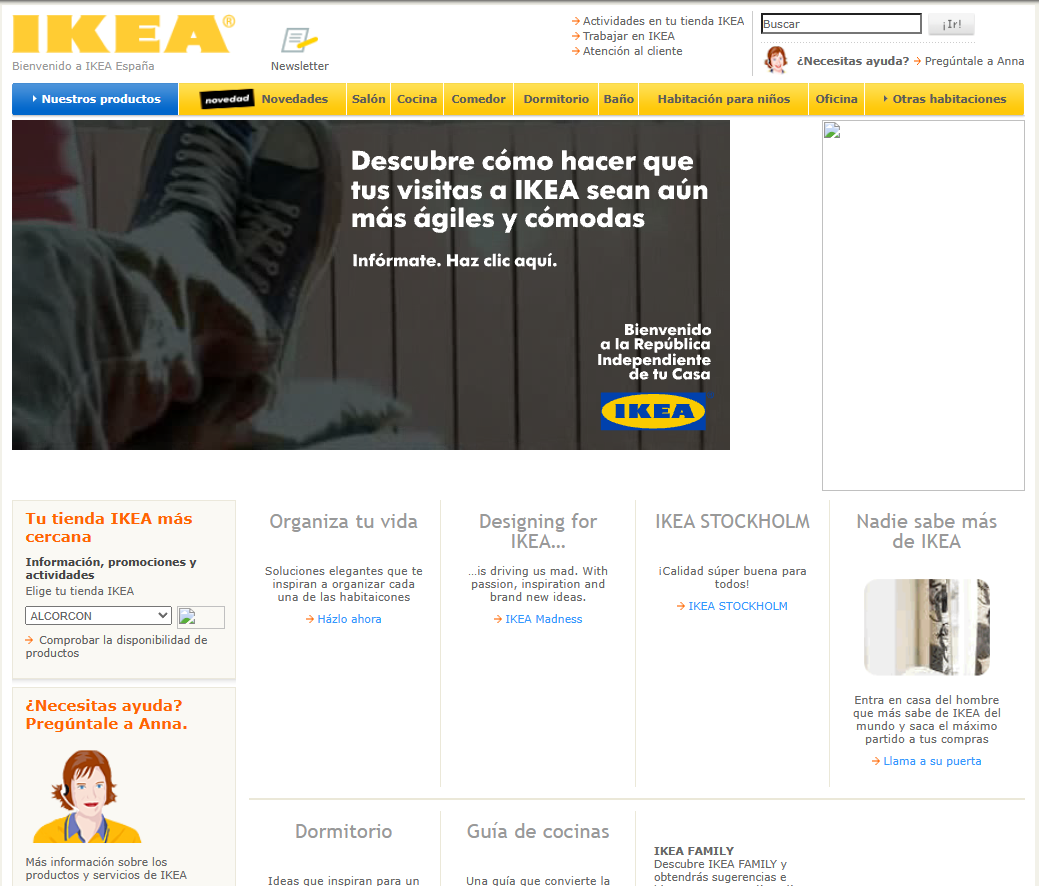 IKEA®
Bienvenido a IKEA España
Newsletter
Actividades en tu tienda IKEA
Trabajar en IKEA
Atención al cliente
Buscar
¡Ir!
¿Necesitas ayuda? Pregúntale a Anna
Nuestros productos
novedad Novedades
Salón
Cocina
Comedor
Dormitorio
Baño
Habitación para niños
Oficina
Otras habitaciones
Descubre cómo hacer que
tus visitas a IKEA sean aún
más ágiles y cómodas
Infórmate. Haz clic aquí.
Bienvenido
a la República
Independiente
de tu Casa
IKEA
Tu tienda IKEA más
cercana
Información, promociones y
actividades
Elige tu tienda IKEA
ALCORCON
Comprobar la disponibilidad de
productos
¿Necesitas ayuda?
Pregúntale a Anna.
Más información sobre los
productos y servicios de IKEA
Organiza tu vida
Soluciones elegantes que te
inspiran a organizar cada
una de las habitaicones
Házlo ahora
Designing for
IKEA...
...is driving us mad. With
passion, inspiration and
brand new ideas.
IKEA Madness
IKEA STOCKHOLM
¡Calidad súper buena para
todos!
IKEA STOCKHOLM
Nadie sabe más
de IKEA
Entra en casa del hombre
que más sabe de IKEA del
mundo y saca el máximo
partido a tus compras
Llama a su puerta
Dormitorio
Ideas que inspiran para un
Guía de cocinas
Una guía que convierte la
IKEA FAMILY
Descubre IKEA FAMILY y
obtendrás sugerencias e